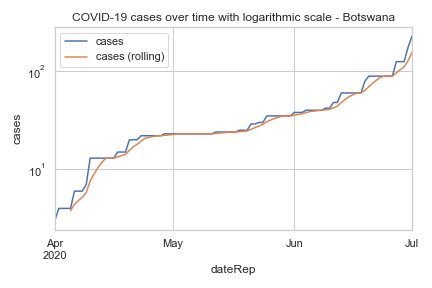 COVID-19 cases over time with logarithmic scale - Botswana
cases
cases (rolling)
10²
10¹
cases
Apr
2020
May
Jun
Jul
dateRep